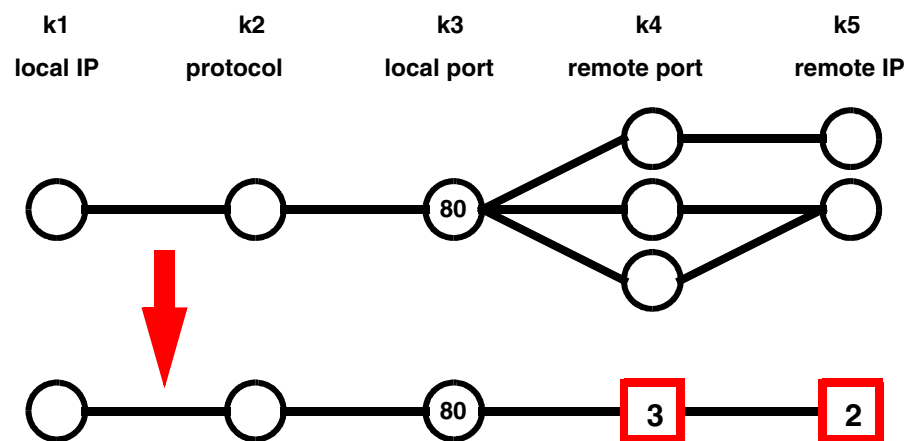 k1 k2 k3 k4 k5
local IP protocol local port remote port remote IP
80
80 3 2